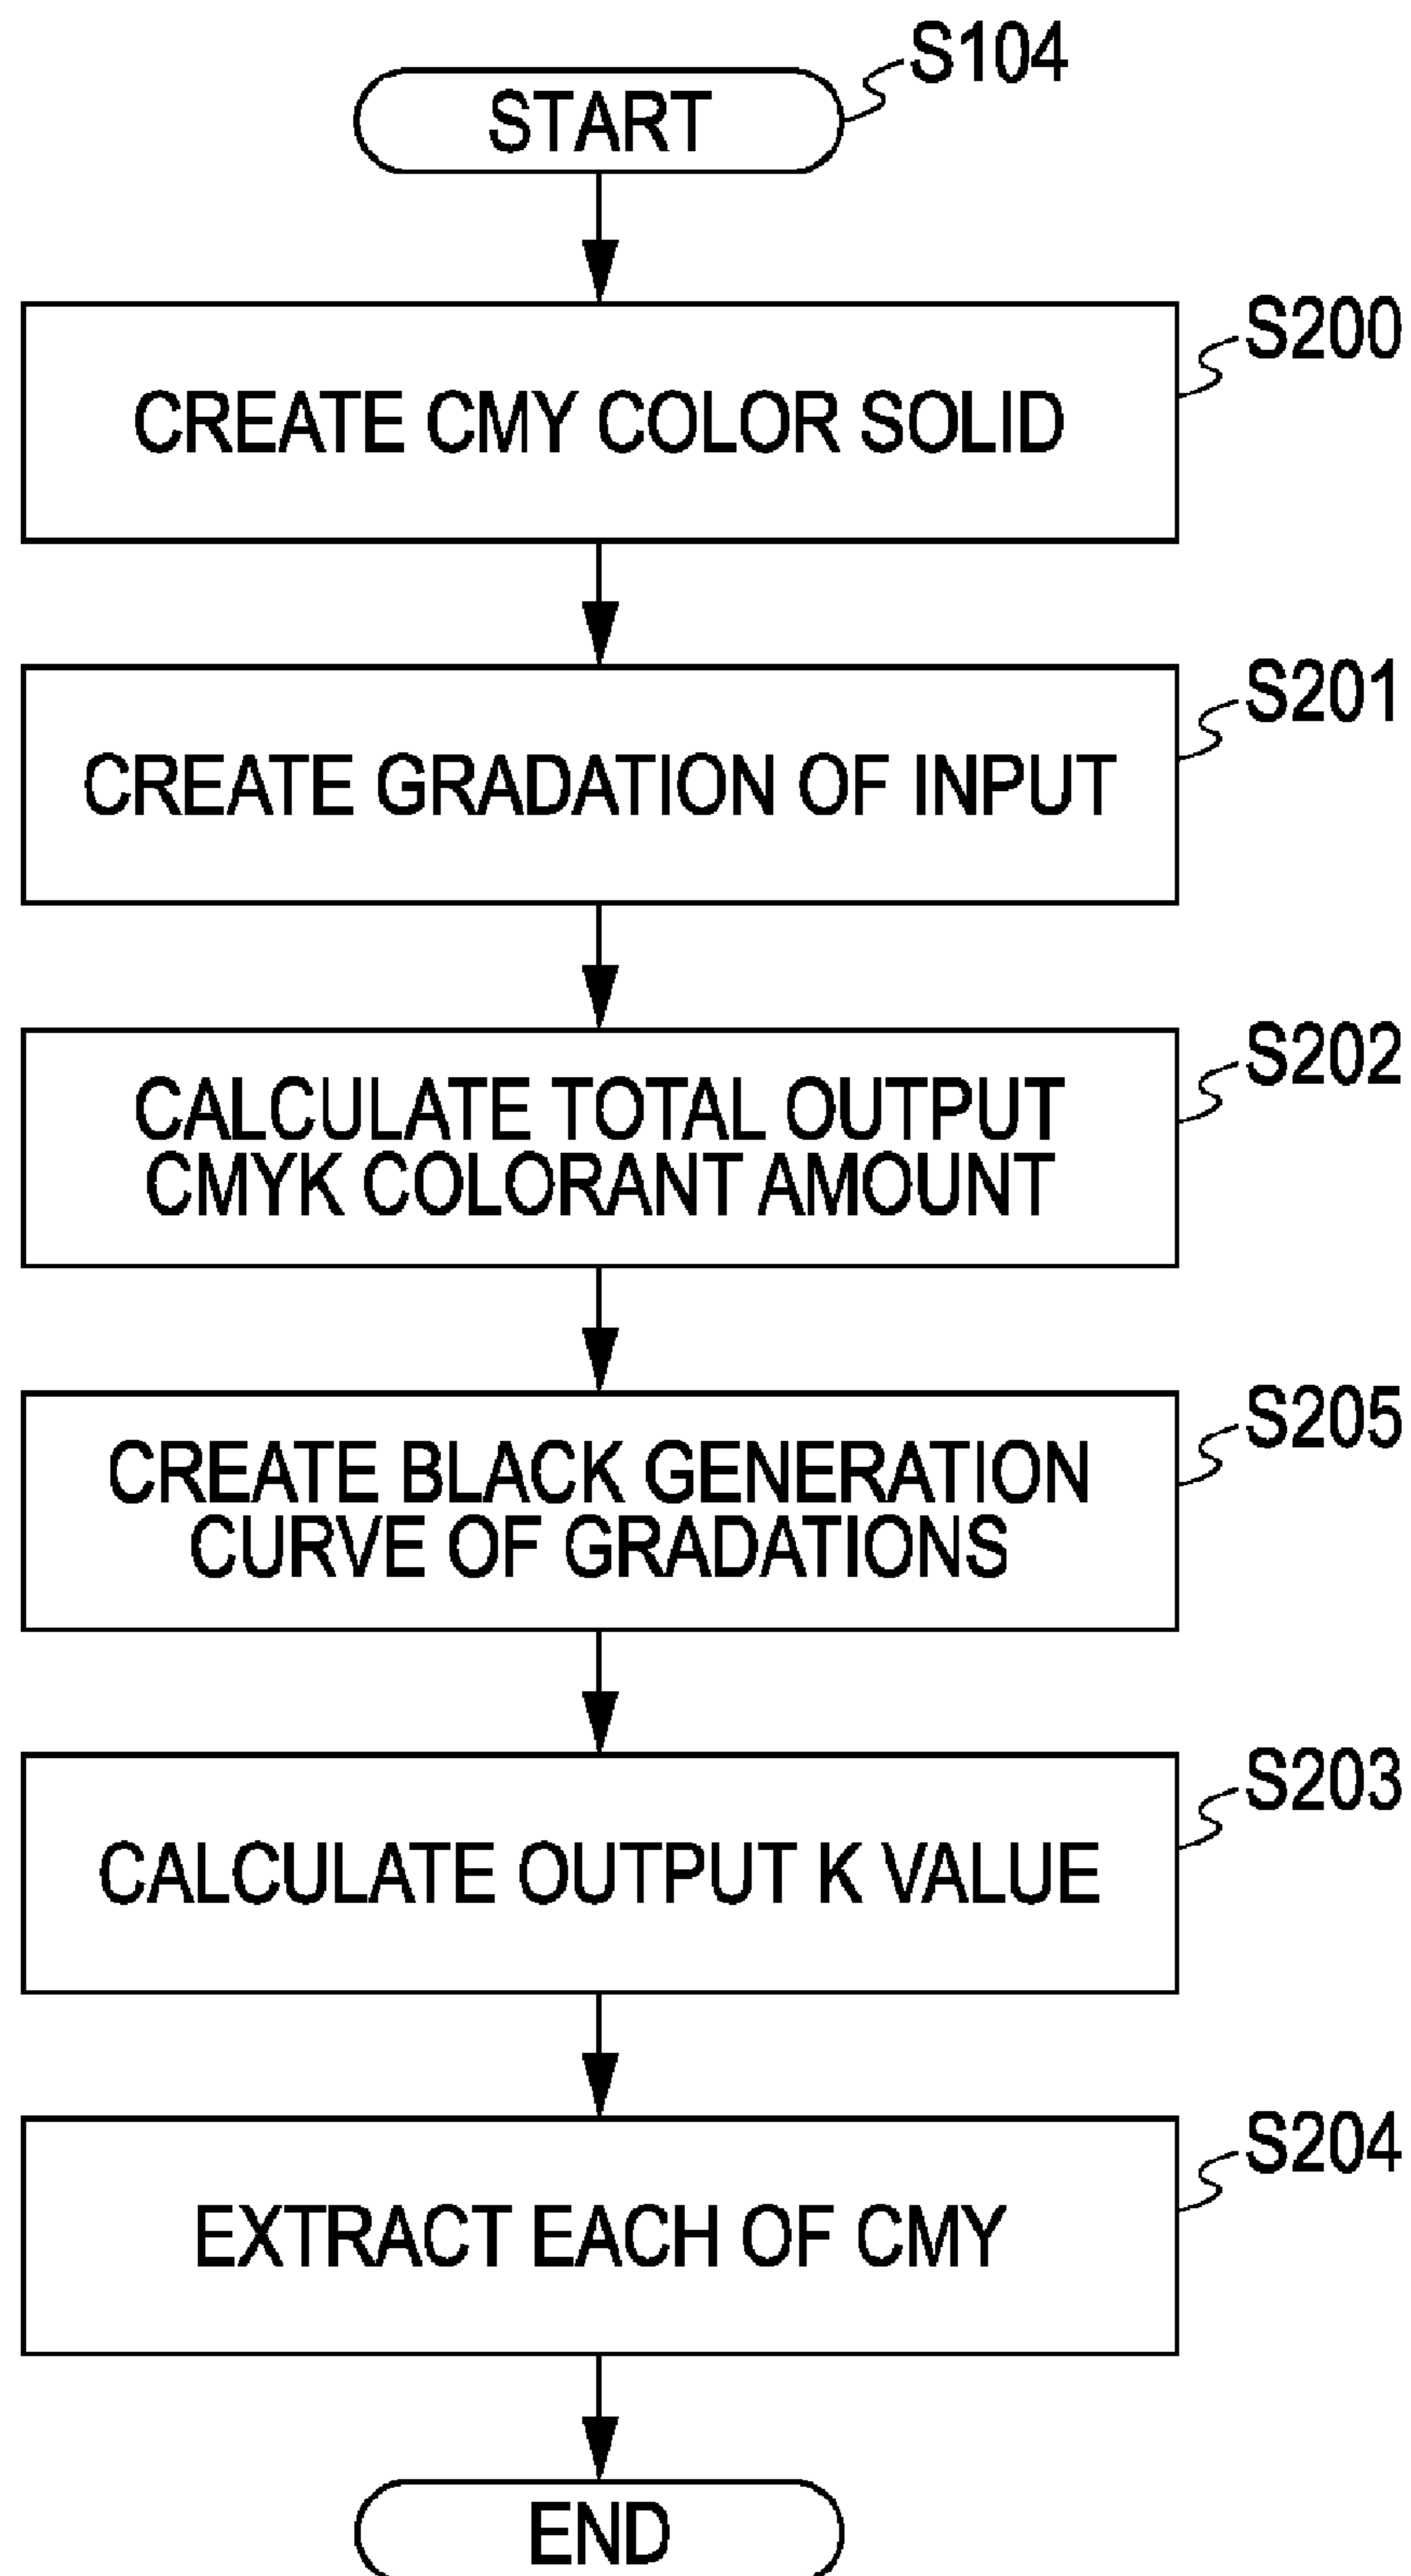 S104
START
S200
CREATE CMY COLOR SOLID
S201
CREATE GRADATION OF INPUT
S202
CALCULATE TOTAL OUTPUT
CMYK COLORANT AMOUNT
S205
CREATE BLACK GENERATION
CURVE OF GRADATIONS
S203
CALCULATE OUTPUT K VALUE
S204
EXTRACT EACH OF CMY
END